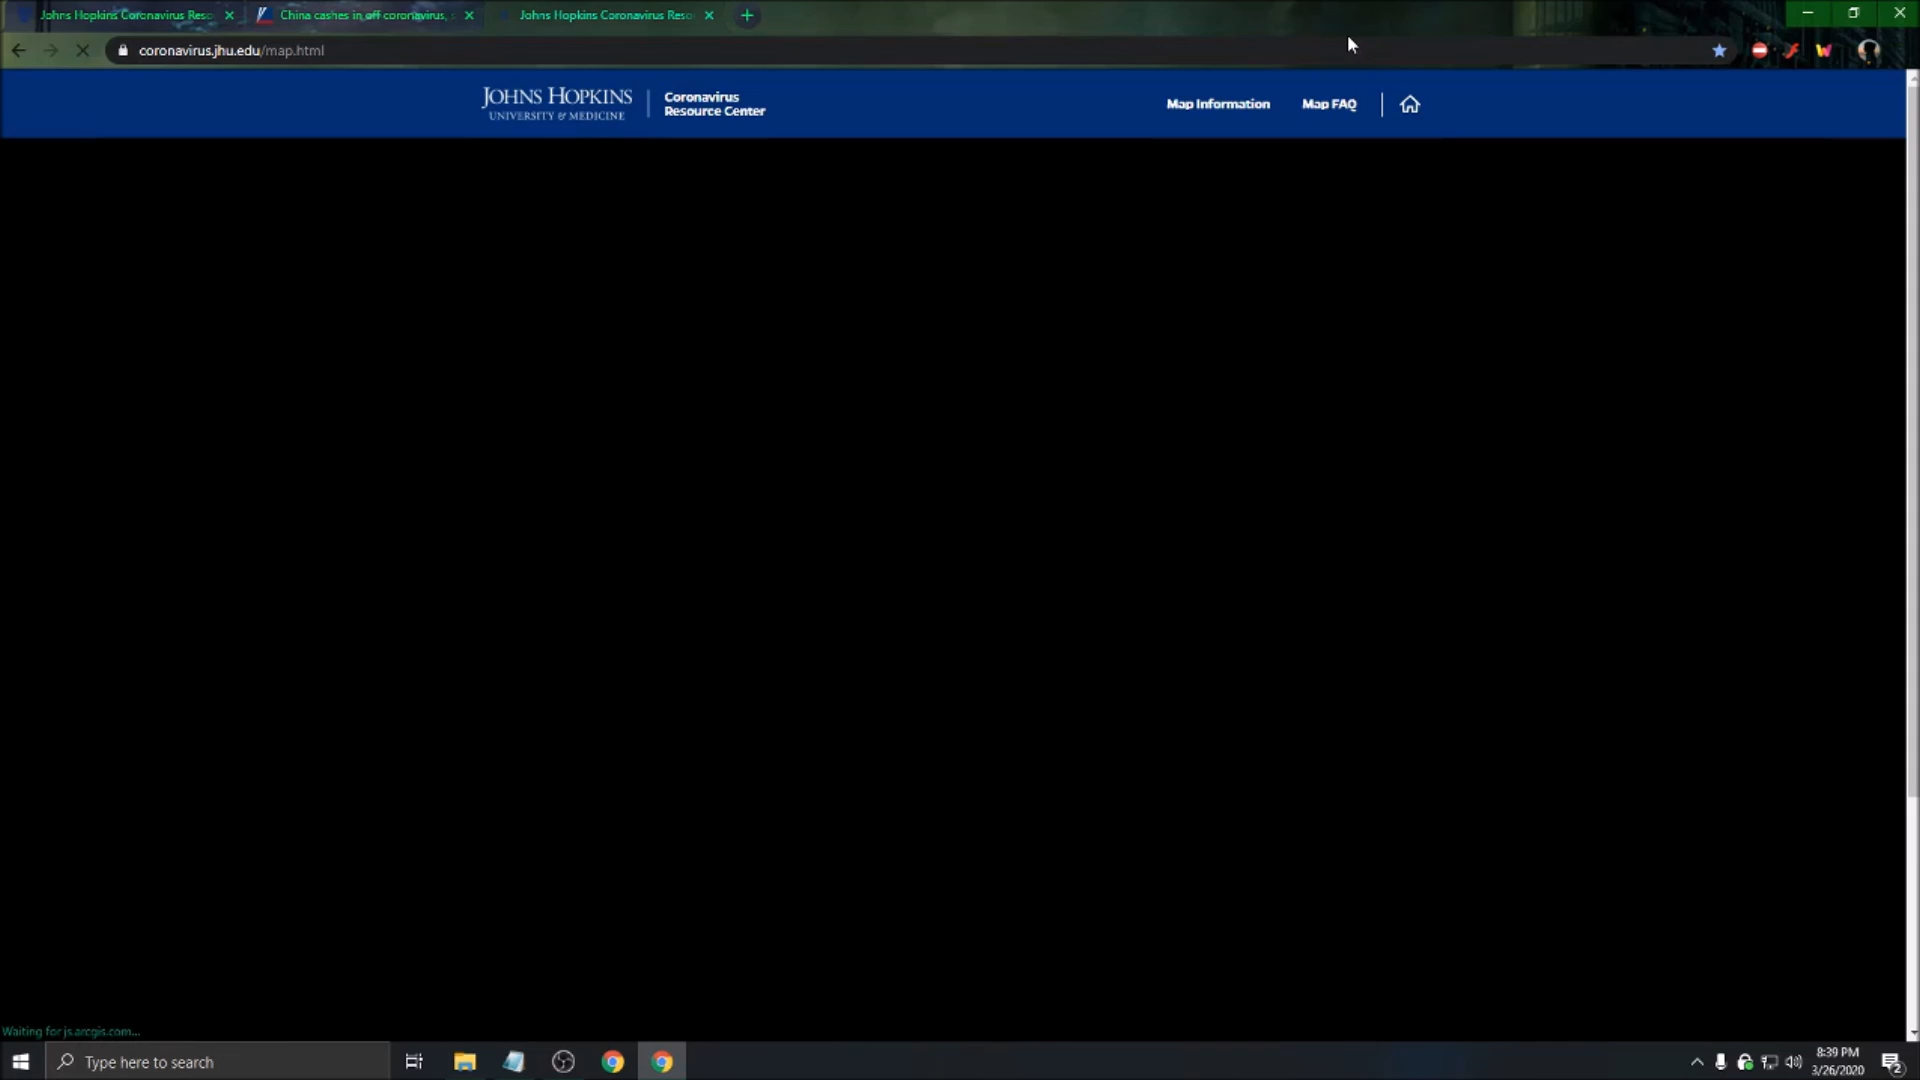 Johns Hopkins Coronavirus Reso
China cashes in off coronavirus, s
Johns Hopkins Coronavirus Reso
coronavirus.jhu.edu/map.html
JOHNS HOPKINS
UNIVERSITY & MEDICINE
Coronavirus
Resource Center
Map Information
Map FAQ
Waiting for js.arcgis.com...
Type here to search
8:39 PM
3/26/2020
2